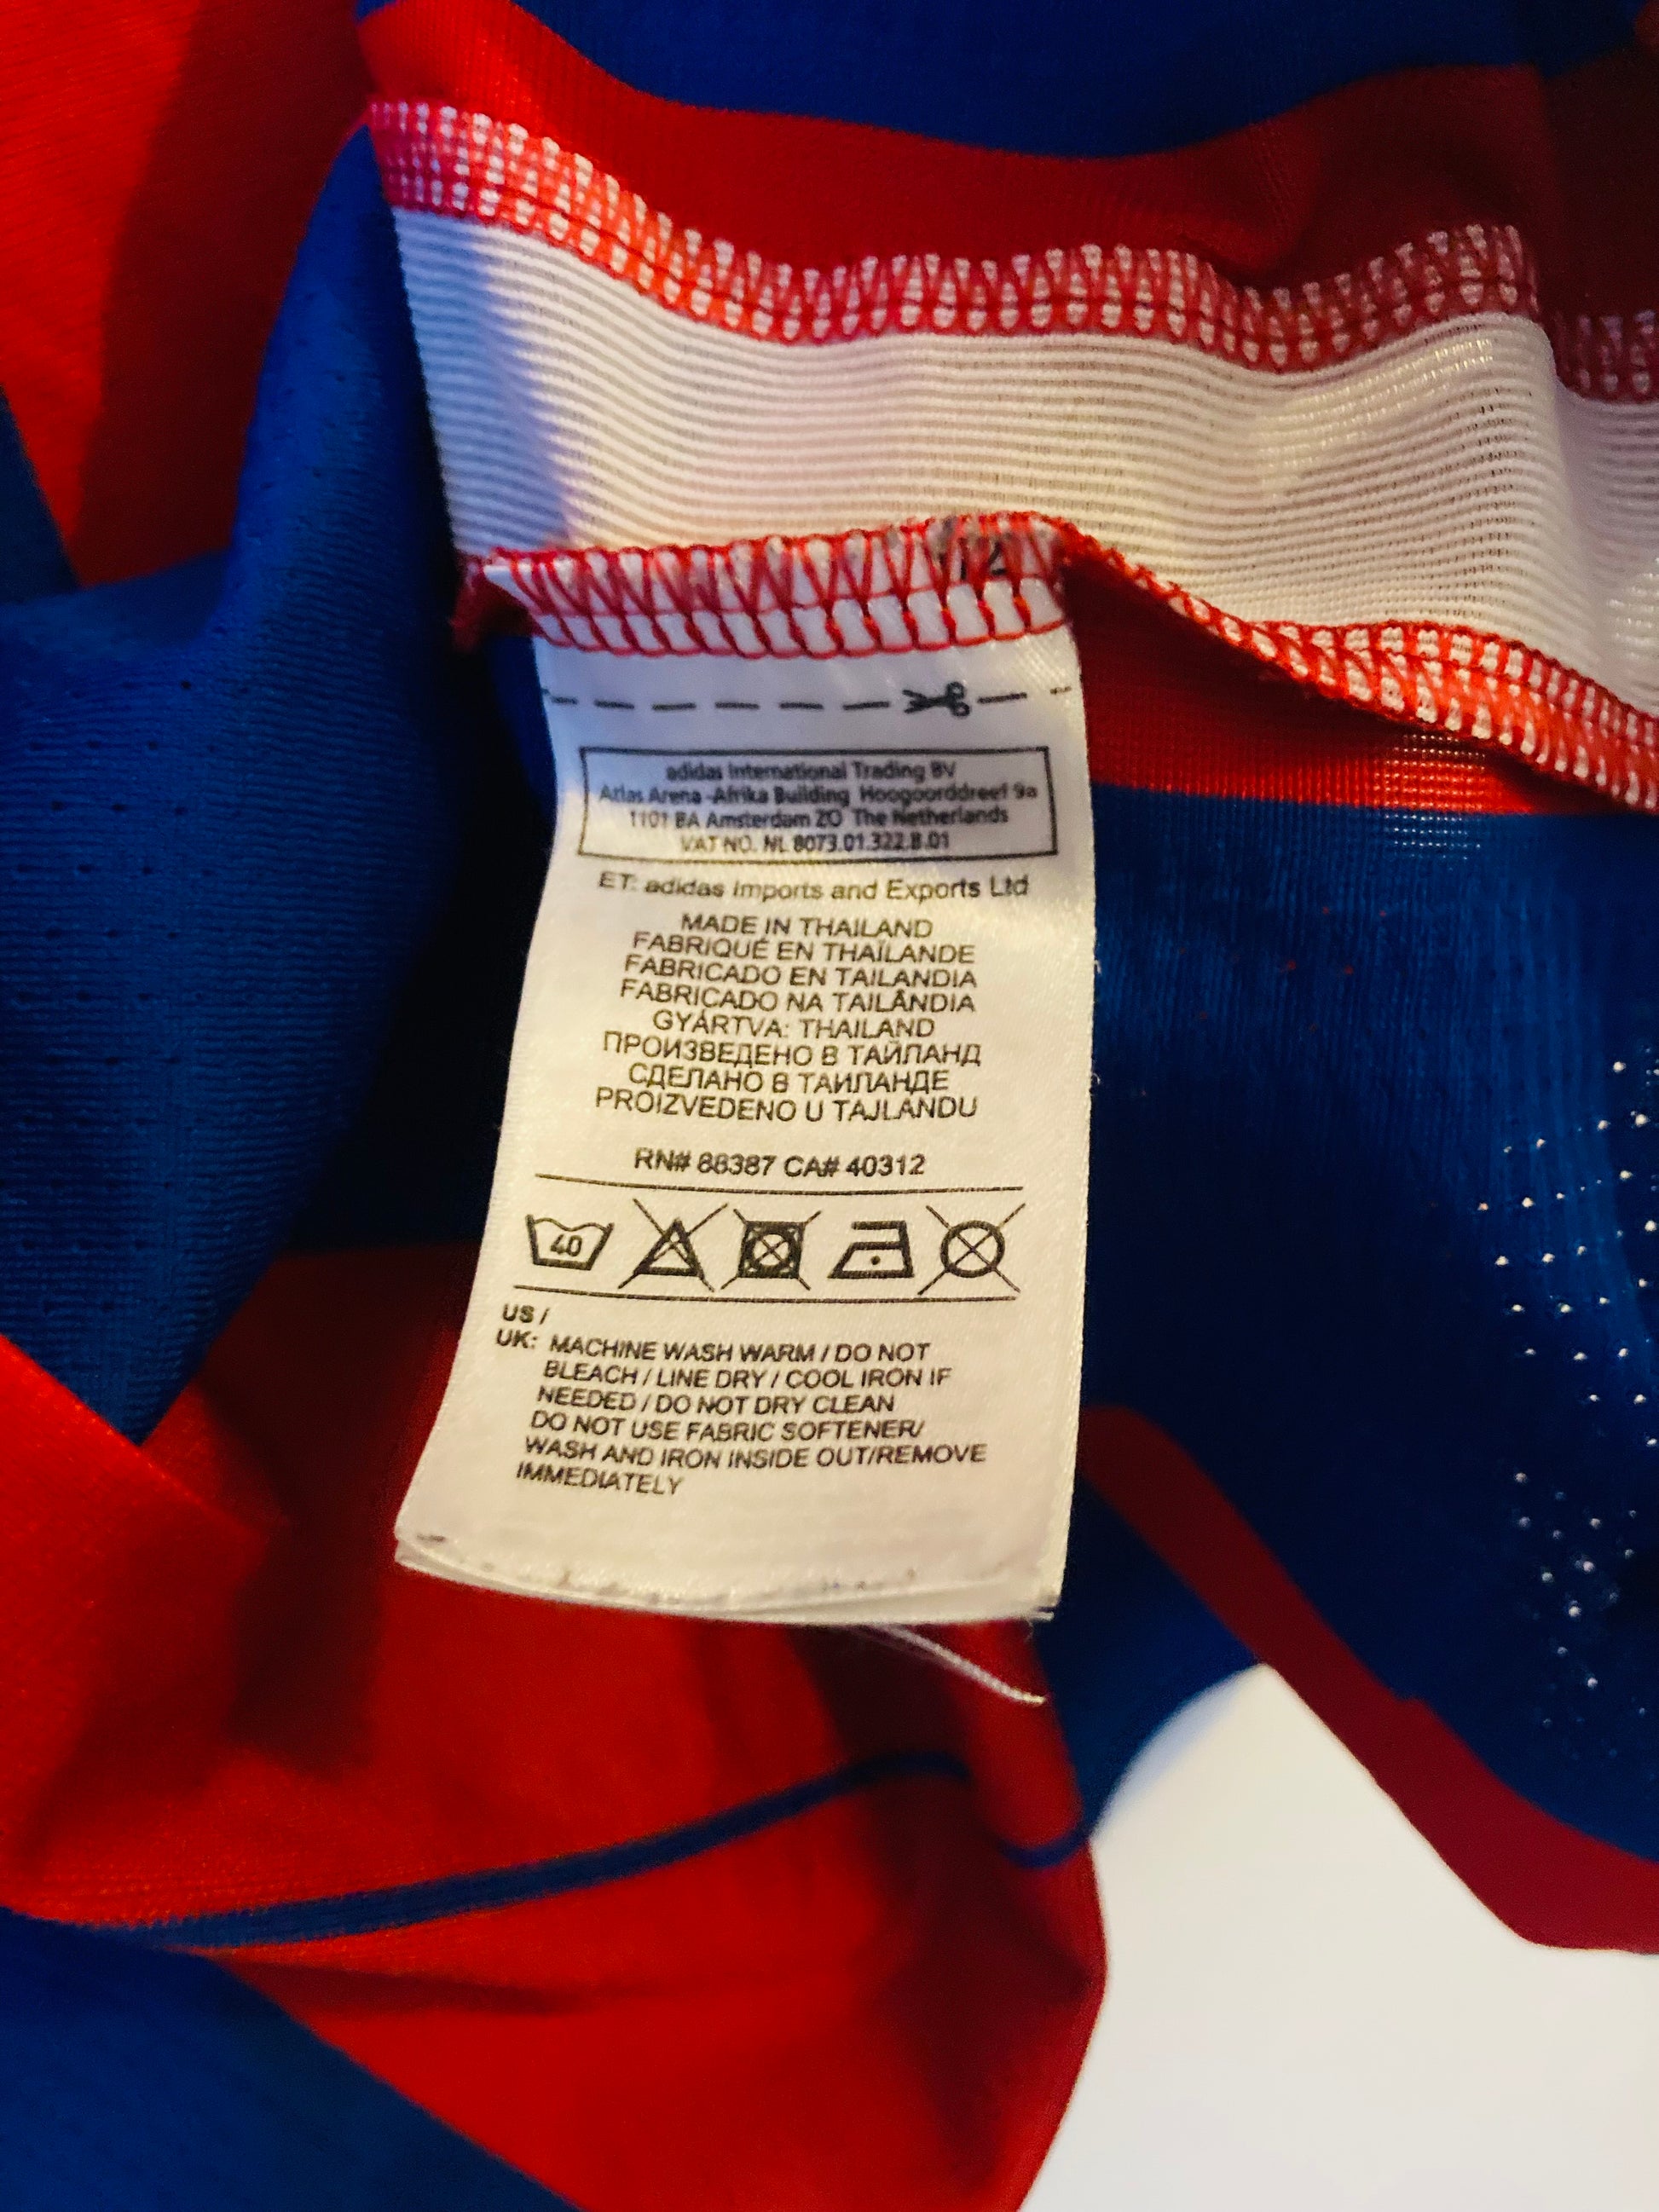 adidas International Trading BV
Atlas Arena -Afrika Building Hoogoorddreef 9a
1101 BA Amsterdam ZO The Netherlands
VAT NO. NL 8073.01.322.B.01
ET: adidas Imports and Exports Ltd
MADE IN THAILAND
FABRIQUÉ EN THAÏLANDE
FABRICADO EN TAILANDIA
FABRICADO NA TAILÂNDIA
GYÁRTVA: THAILAND
ПРОИЗВЕДЕНО В ТАЙЛАНД
СДЕЛАНО В ТАИЛАНДЕ
PROIZVEDENO U TAJLANDU
RN# 88387 CA# 40312
40
US /
UK: MACHINE WASH WARM / DO NOT
BLEACH / LINE DRY / COOL IRON IF
NEEDED / DO NOT DRY CLEAN
DO NOT USE FABRIC SOFTENER/
WASH AND IRON INSIDE OUT/REMOVE
IMMEDIATELY